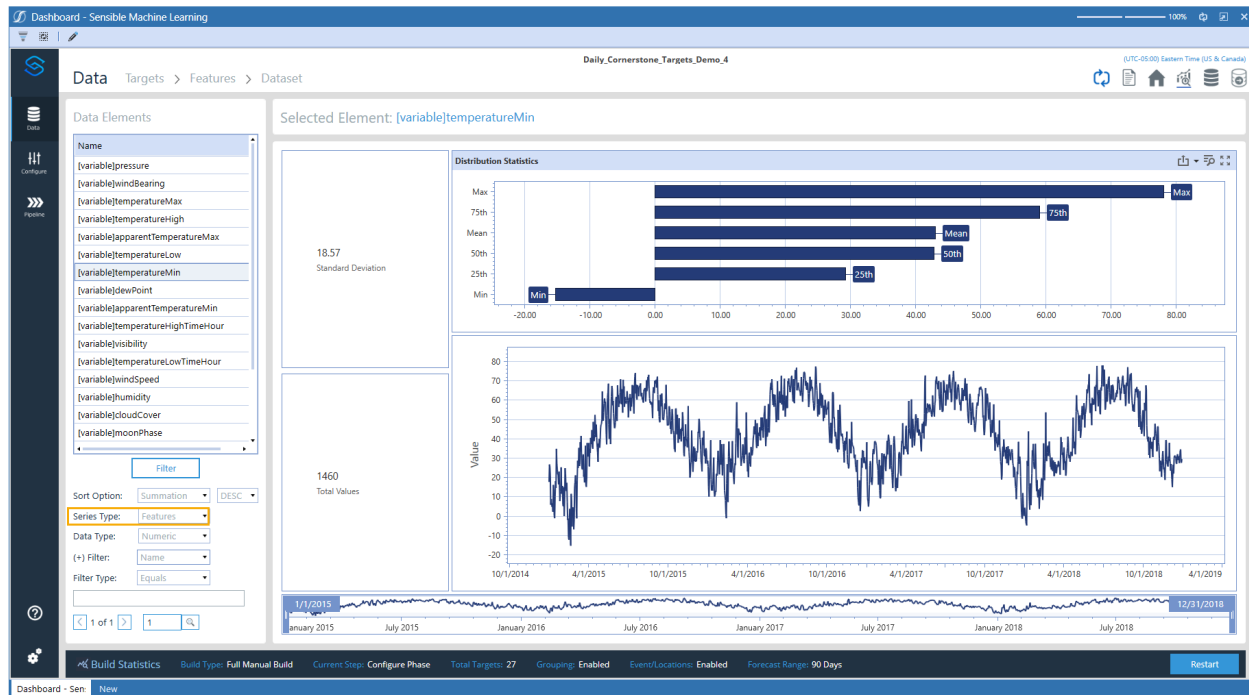 Dashboard - Sensible Machine Learning
100%
Daily_Cornerstone_Targets_Demo_4
(UTC-05:00) Eastern Time (US & Canada)
Data Targets > Features > Dataset
Data
Configure
Pipeline
Data Elements
Name
[variable]pressure
[variable]windBearing
[variable]temperatureMax
[variable]temperatureHigh
[variable]apparentTemperatureMax
[variable]temperatureLow
[variable]temperatureMin
[variable]dewPoint
[variable]apparentTemperatureMin
[variable]temperatureHighTimeHour
[variable]visibility
[variable]temperatureLowTimeHour
[variable]windSpeed
[variable]humidity
[variable]cloudCover
[variable]moonPhase
Filter
Sort Option: Summation DESC
Series Type: Features
Data Type: Numeric
(+) Filter: Name
Filter Type: Equals
< 1 of 1 > 1
Selected Element: [variable]temperatureMin
18.57
Standard Deviation
1460
Total Values
Distribution Statistics
Max Max
75th 75th
Mean Mean
50th 50th
25th 25th
Min Min
-20.00 -10.00 0.00 10.00 20.00 30.00 40.00 50.00 60.00 70.00 80.00
Value
80
70
60
50
40
30
20
10
0
-10
-20
10/1/2014 4/1/2015 10/1/2015 4/1/2016 10/1/2016 4/1/2017 10/1/2017 4/1/2018 10/1/2018 4/1/2019
1/1/2015 12/31/2018
January 2015 July 2015 January 2016 July 2016 January 2017 July 2017 January 2018 July 2018
Build Statistics Build Type: Full Manual Build Current Step: Configure Phase Total Targets: 27 Grouping: Enabled Event/Locations: Enabled Forecast Range: 90 Days Restart
Dashboard - Sen: New